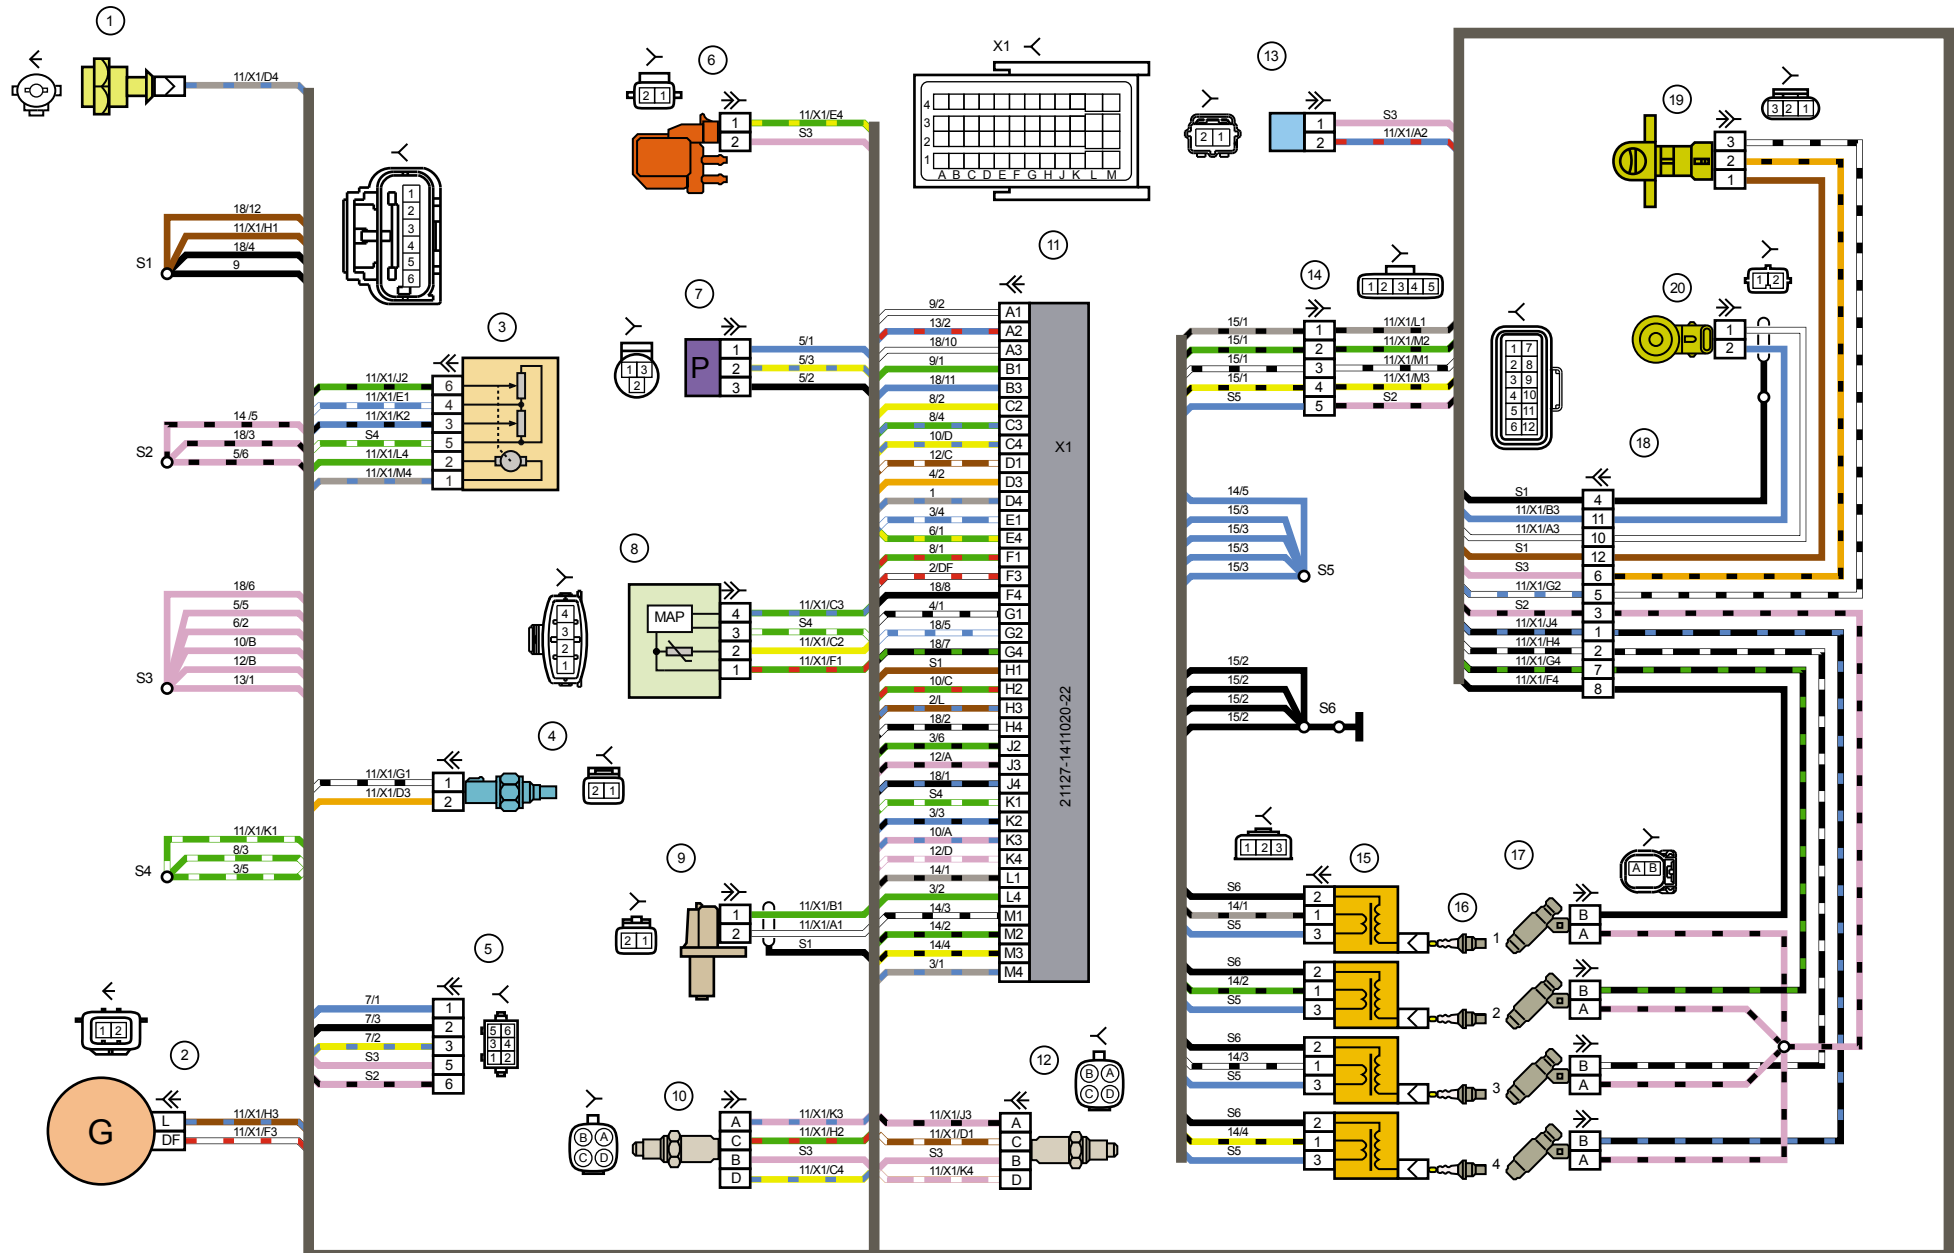 1
11/X1/D4
18/12
11/X1/H1
18/4
9
S1
1
2
3
4
5
6
3
11/X1/J2 6
11/X1/E1 4
11/X1/K2 3
S4 5
11/X1/L4 2
11/X1/M4 1
14 /5
18/3
5/6
S2
18/6
5/5
6/2
10/B
12/B
13/1
S3
4
11/X1/G1 1
11/X1/D3 2
2 1
11/X1/K1
8/3
3/5
S4
5
7/1 1
7/3 2
7/2 3
S3 5
S2 6
5 6
3 4
1 2
1 2
2
G
L 11/X1/H3
DF 11/X1/F3
6
2 1
1 11/X1/E4
2 S3
7
1 3
2
P
1 5/1
2 5/3
3 5/2
8
4
3
2
1
MAP
4 11/X1/C3
3 S4
2 11/X1/C2
1 11/X1/F1
9
2 1
1 11/X1/B1
2 11/X1/A1
S1
10
B A
C D
A 11/X1/K3
C 11/X1/H2
B S3
D 11/X1/C4
X1
4
3
2
1
A B C D E F G H J K L M
11
X1
21127-1411020-22
9/2 A1
13/2 A2
18/10 A3
9/1 B1
18/11 B3
8/2 C2
8/4 C3
10/D C4
12/C D1
4/2 D3
1 D4
3/4 E1
6/1 E4
8/1 F1
2/DF F3
18/8 F4
4/1 G1
18/5 G2
18/7 G4
S1 H1
10/C H2
2/L H3
18/2 H4
3/6 J2
12/A J3
18/1 J4
S4 K1
3/3 K2
10/A K3
12/D K4
14/1 L1
3/2 L4
14/3 M1
14/2 M2
14/4 M3
3/1 M4
12
B A
C D
11/X1/J3 A
11/X1/D1 C
S3 B
11/X1/K4 D
13
2 1
1 S3
2 11/X1/A2
14
1 2 3 4 5
15/1 1 11/X1/L1
15/1 2 11/X1/M2
15/1 3 11/X1/M1
15/1 4 11/X1/M3
S5 5 S2
14/5
15/3
15/3
15/3
15/3
S5
15/2
15/2
15/2
15/2
S6
1 2 3
15
16
17
A B
S6 2
14/1 1
S5 3
1
B
A
S6 2
14/2 1
S5 3
2
B
A
S6 2
14/3 1
S5 3
3
B
A
S6 2
14/4 1
S5 3
4
B
A
18
1 7
2 8
3 9
4 10
5 11
6 12
S1 4
11/X1/B3 11
11/X1/A3 10
S1 12
S3 6
11/X1/G2 5
S2 3
11/X1/J4 1
11/X1/H4 2
11/X1/G4 7
11/X1/F4 8
19
3 2 1
3
2
1
20
1 2
1
2